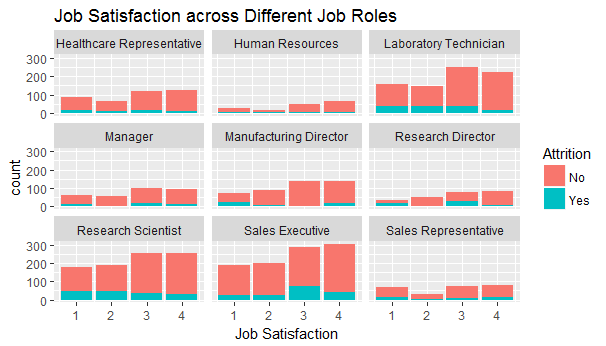 Job Satisfaction across Different Job Roles
Healthcare Representative
Human Resources
Laboratory Technician
300
200
100
0
Manager
Manufacturing Director
Research Director
300
200
100
0
Research Scientist
Sales Executive
Sales Representative
300
200
100
0
1 2 3 4
1 2 3 4
1 2 3 4
Job Satisfaction
count
Attrition
No
Yes